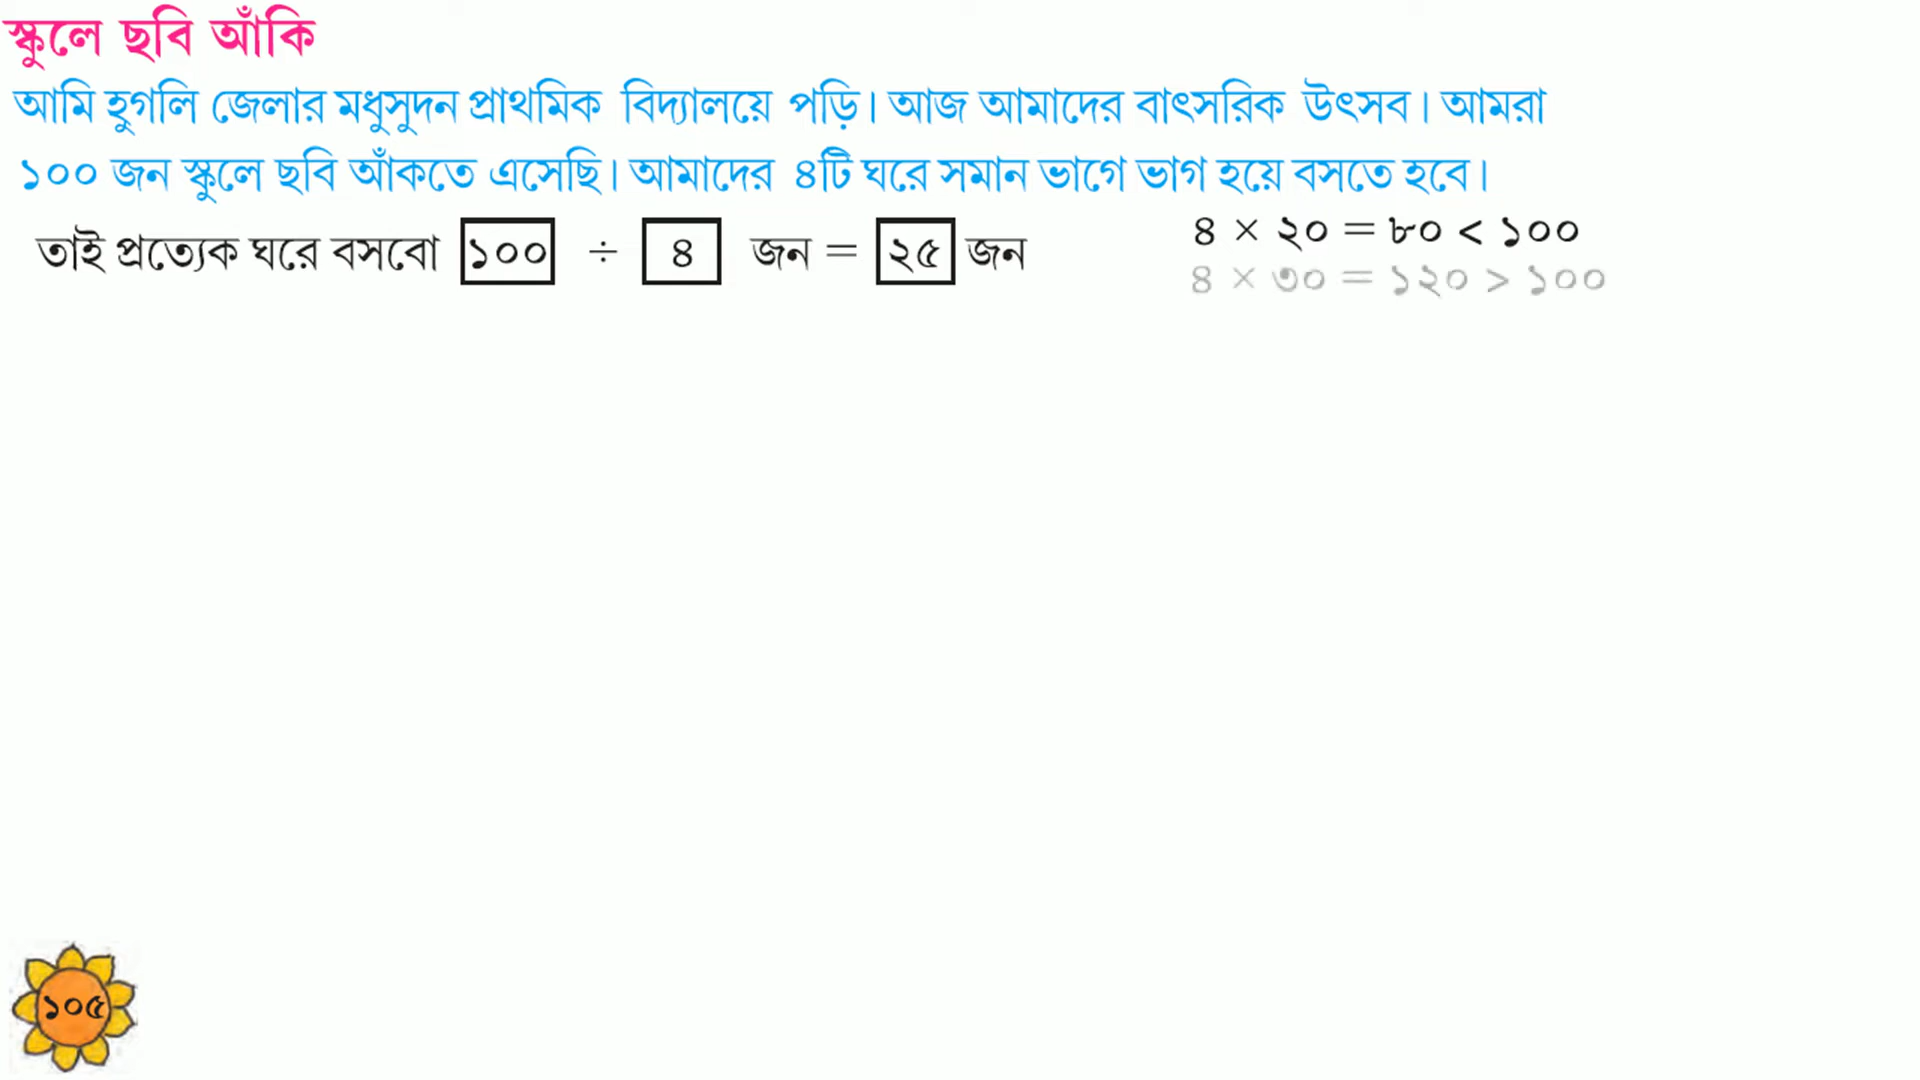 স্কুলে ছবি আঁকি
আমি হুগলি জেলার মধুসুদন প্রাথমিক বিদ্যালয়ে পড়ি। আজ আমাদের বাৎসরিক উৎসব। আমরা
১০০ জন স্কুলে ছবি আঁকতে এসেছি। আমাদের ৪টি ঘরে সমান ভাগে ভাগ হয়ে বসতে হবে।
তাই প্রত্যেক ঘরে বসবো ১০০ ÷ ৪ জন = ২৫ জন
৪ × ২০ = ৮০ < ১০০
৪ × ৩০ = ১২০ > ১০০
১০৫